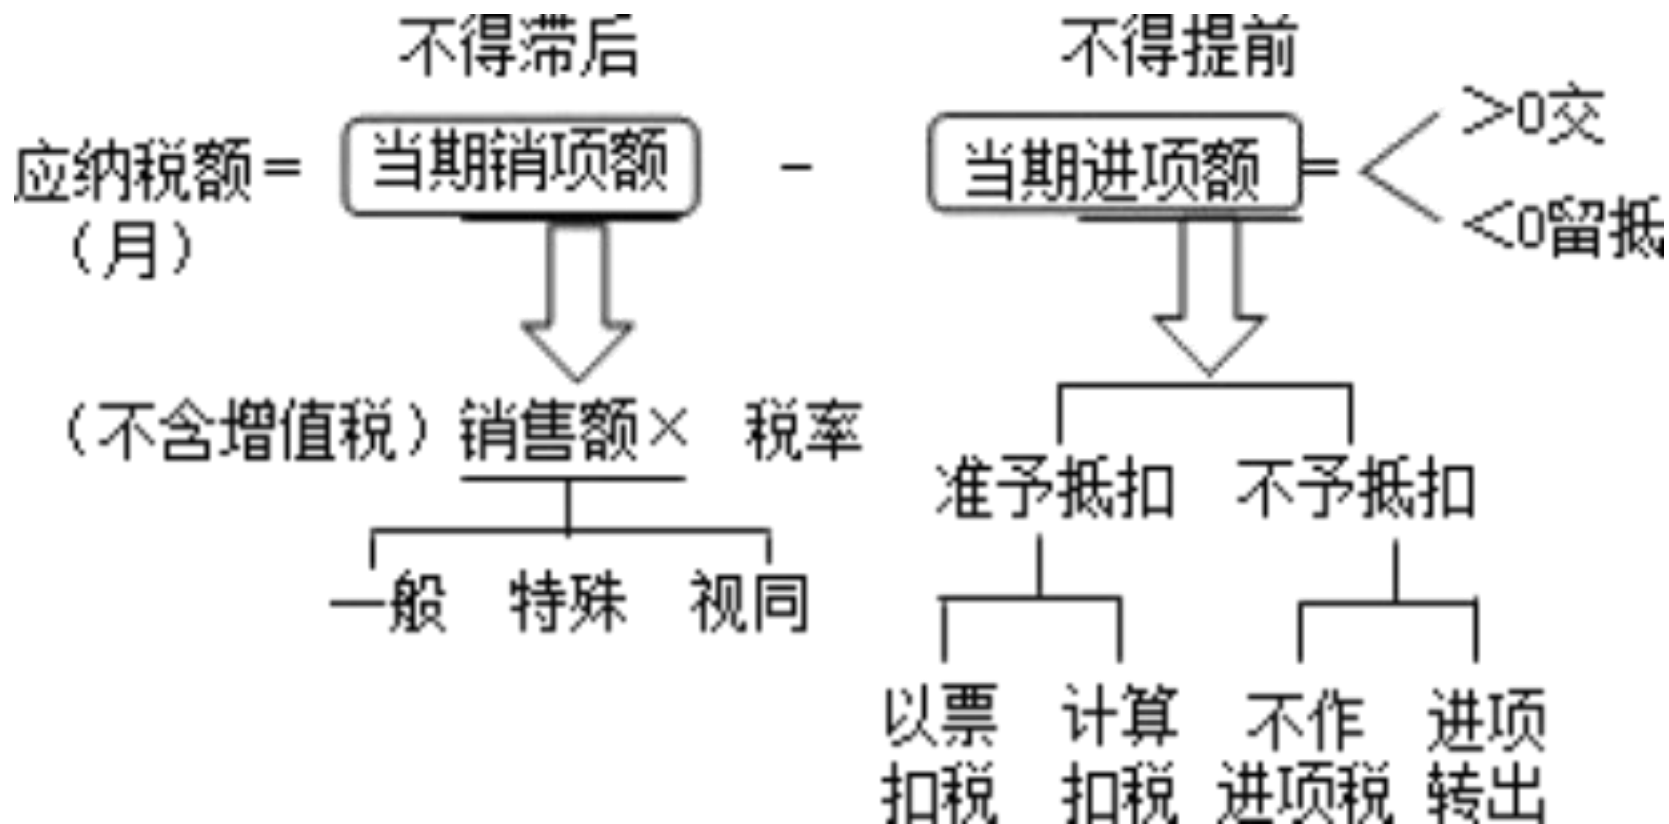 不得滞后 不得提前
应纳税额= 当期销项额 - 当期进项额 = >0交
（月） <0留抵
（不含增值税）销售额× 税率
准予抵扣 不予抵扣
一般 特殊 视同
以票 计算 不作 进项
扣税 扣税 进项税 转出